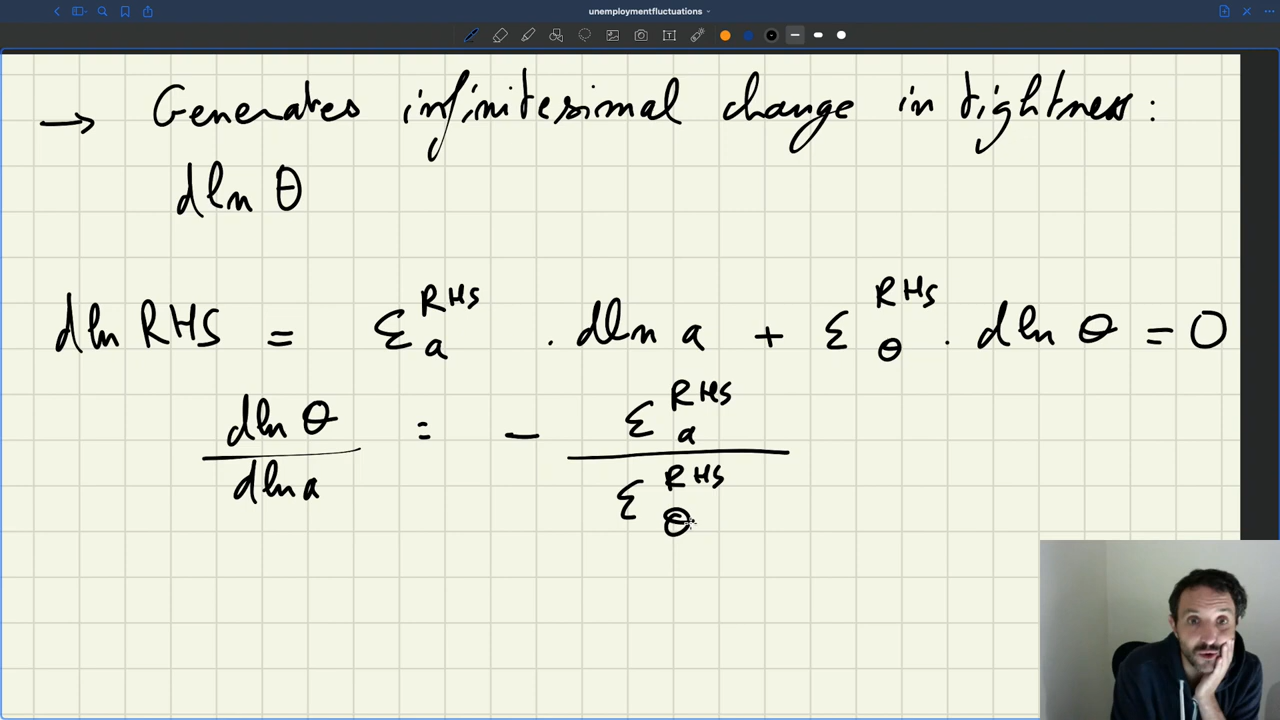 unemploymentfluctuations
→ Generates infinitesimal change in tightness :
dln θ
dln RHS = ε_a^RHS . dln a + ε_θ^RHS . dln θ = 0
dln θ / dln a = - ε_a^RHS / ε_θ^RHS